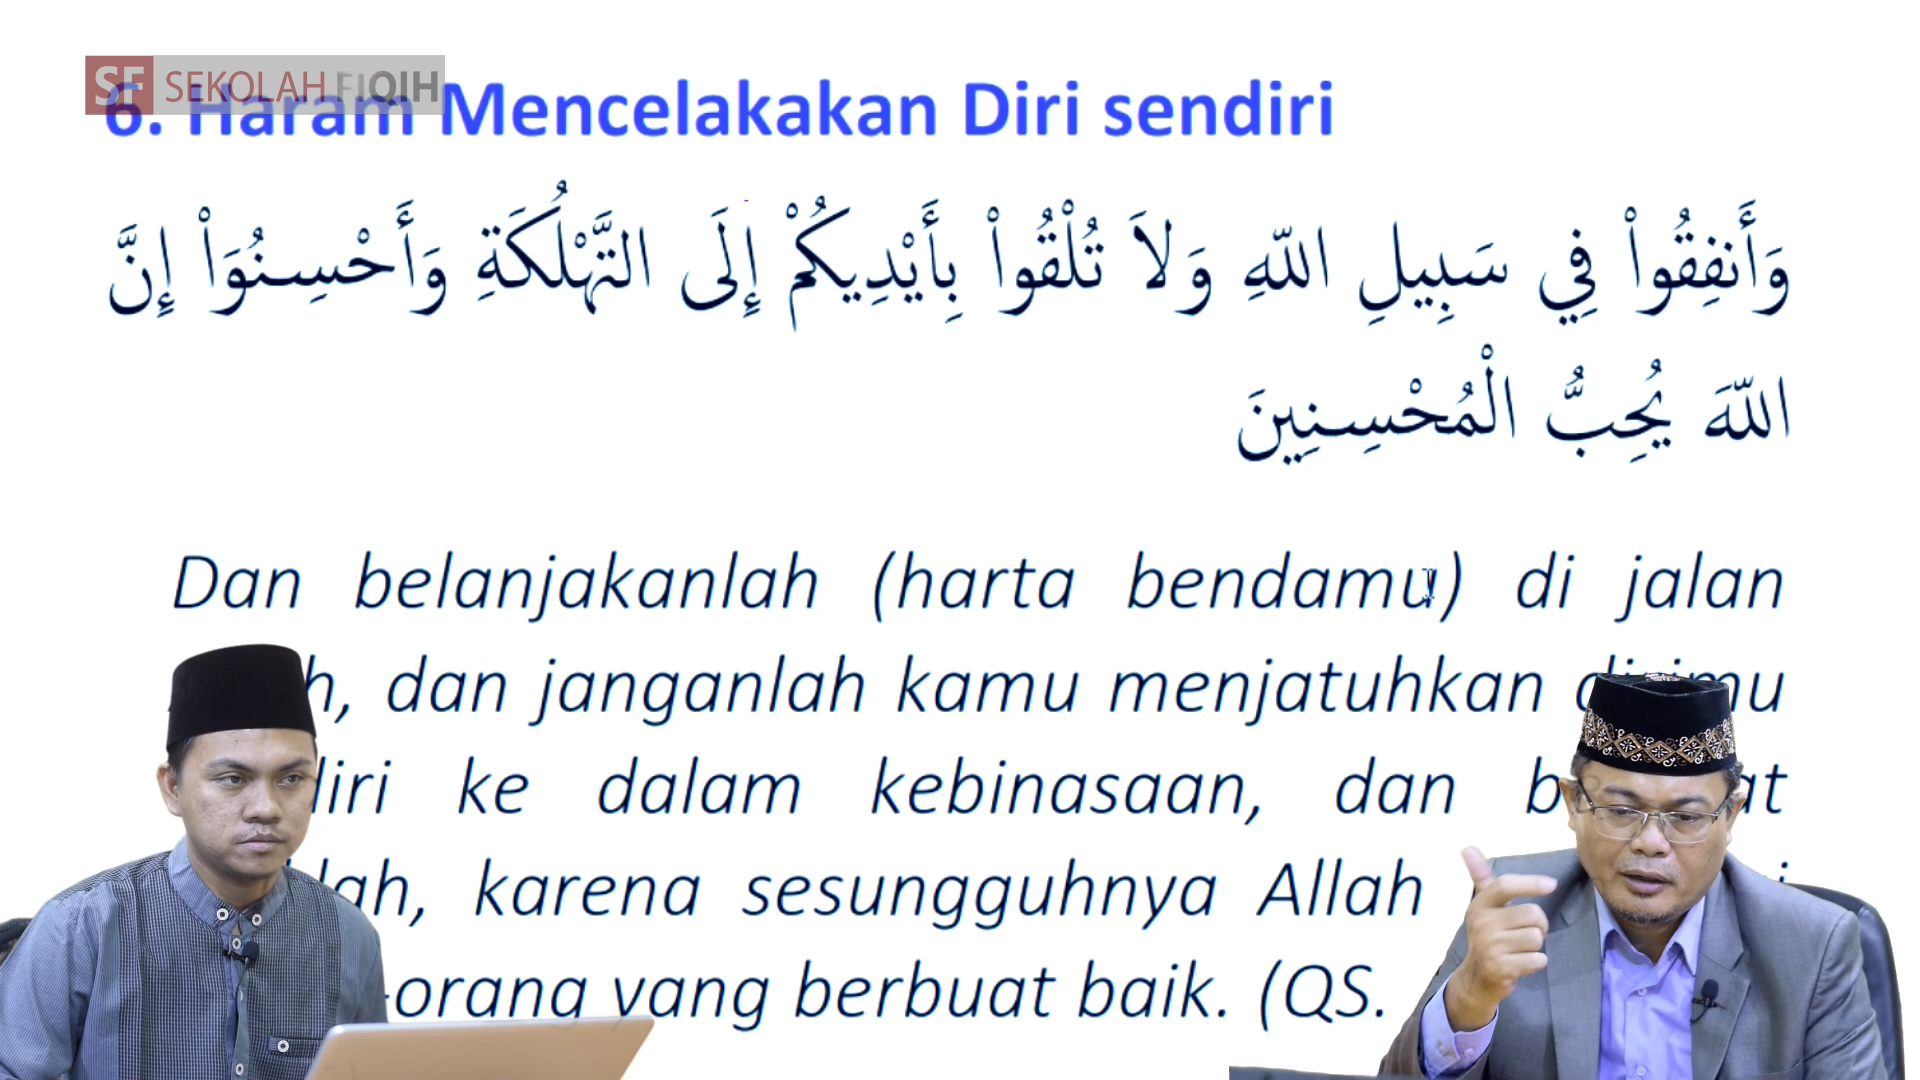 SF SEKOLAH FIQIH
6. Haram Mencelakakan Diri sendiri
وَأَنفِقُواْ فِي سَبِيلِ اللّهِ وَلاَ تُلْقُواْ بِأَيْدِيكُمْ إِلَى التَّهْلُكَةِ وَأَحْسِنُوَاْ إِنَّ
اللّهَ يُحِبُّ الْمُحْسِنِينَ
Dan belanjakanlah (harta bendamu) di jalan
dan janganlah kamu menjatuhkan
ke dalam kebinasaan, dan
karena sesungguhnya Allah
-orang yang berbuat baik. (QS.